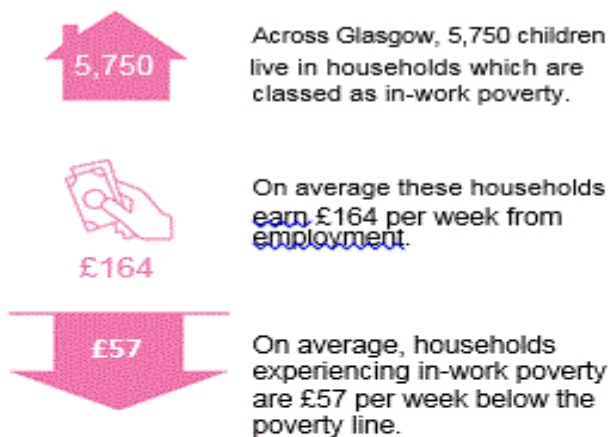 5,750
Across Glasgow, 5,750 children
live in households which are
classed as in-work poverty.
On average these households
earn £164 per week from
employment.
£164
£57
On average, households
experiencing in-work poverty
are £57 per week below the
poverty line.